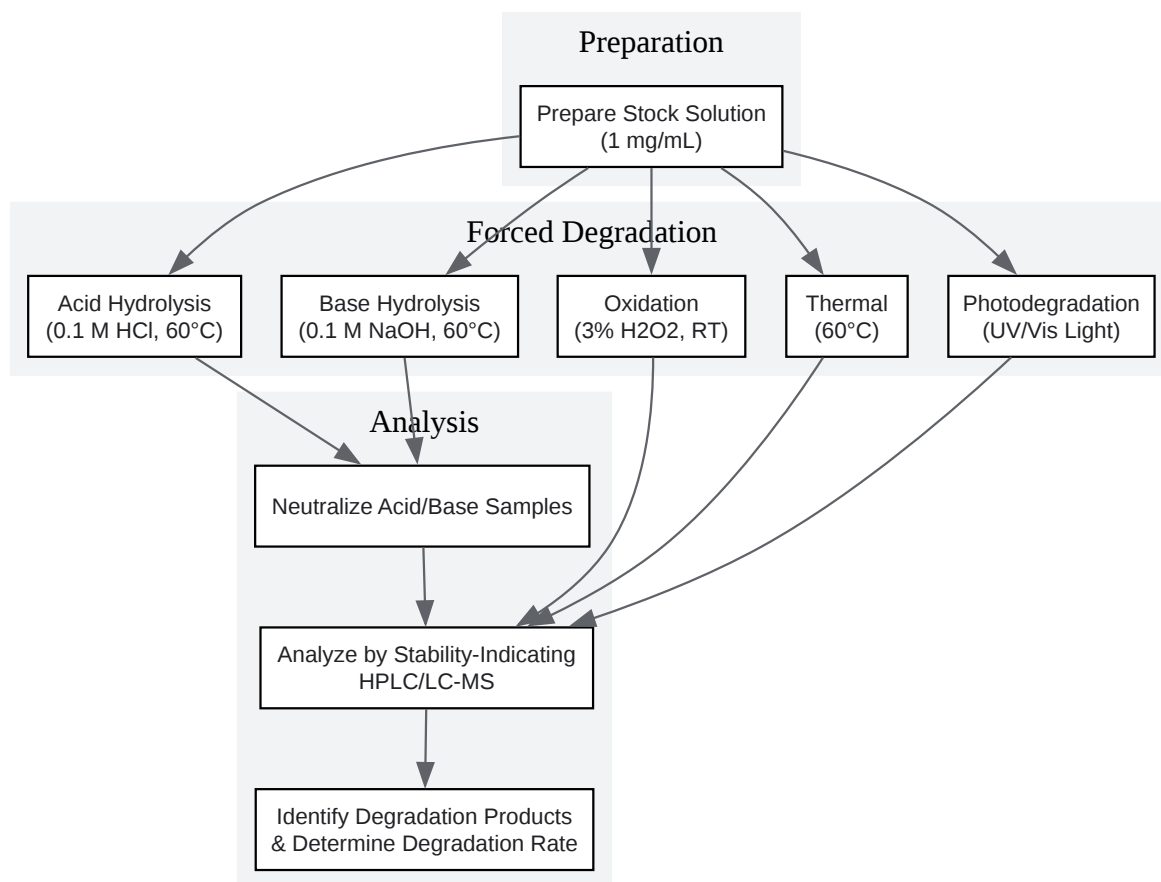 Preparation
Prepare Stock Solution
(1 mg/mL)
Forced Degradation
Acid Hydrolysis
(0.1 M HCl, 60°C)
Base Hydrolysis
(0.1 M NaOH, 60°C)
Oxidation
(3% H2O2, RT)
Thermal
(60°C)
Photodegradation
(UV/Vis Light)
Analysis
Neutralize Acid/Base Samples
Analyze by Stability-Indicating
HPLC/LC-MS
Identify Degradation Products
& Determine Degradation Rate